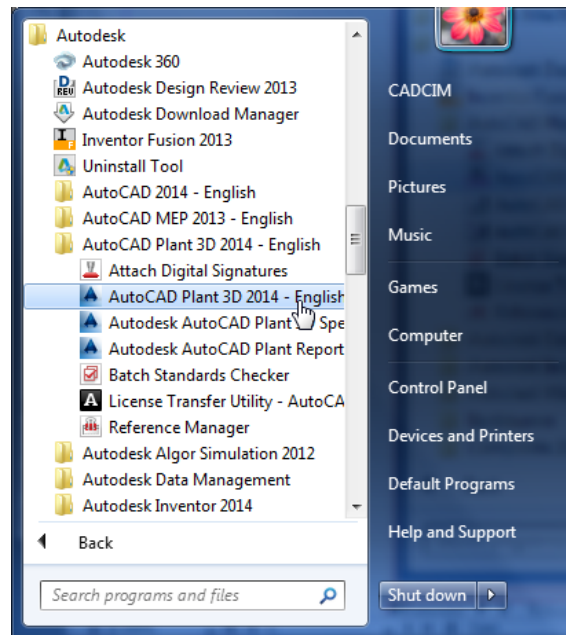 Autodesk
Autodesk 360
Autodesk Design Review 2013
Autodesk Download Manager
Inventor Fusion 2013
Uninstall Tool
AutoCAD 2014 - English
AutoCAD MEP 2013 - English
AutoCAD Plant 3D 2014 - English
Attach Digital Signatures
AutoCAD Plant 3D 2014 - English
Autodesk AutoCAD Plant Spe
Autodesk AutoCAD Plant Report
Batch Standards Checker
License Transfer Utility - AutoCA
Reference Manager
Autodesk Algor Simulation 2012
Autodesk Data Management
Autodesk Inventor 2014
Back
Search programs and files
CADCIM
Documents
Pictures
Music
Games
Computer
Control Panel
Devices and Printers
Default Programs
Help and Support
Shut down